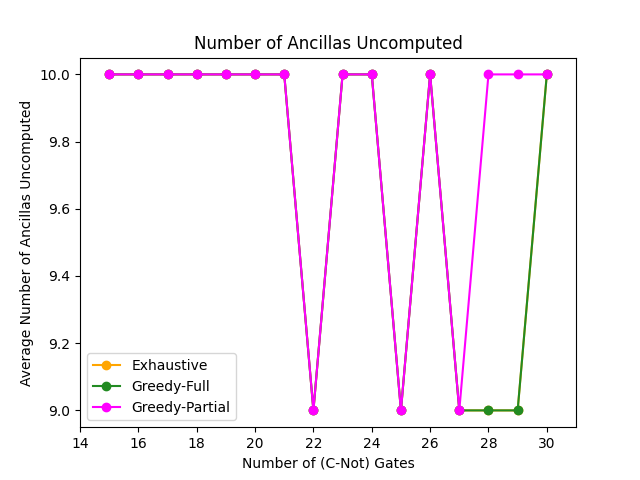 Number of Ancillas Uncomputed
Average Number of Ancillas Uncomputed
10.0
9.8
9.6
9.4
9.2
9.0
Exhaustive
Greedy-Full
Greedy-Partial
14 16 18 20 22 24 26 28 30
Number of (C-Not) Gates